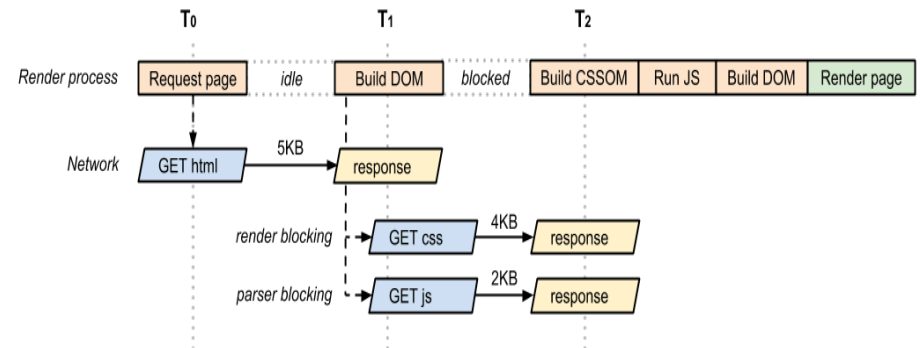 T0 T1 T2
Render process Request page idle Build DOM blocked Build CSSOM Run JS Build DOM Render page
Network GET html 5KB response
render blocking GET css 4KB response
parser blocking GET js 2KB response